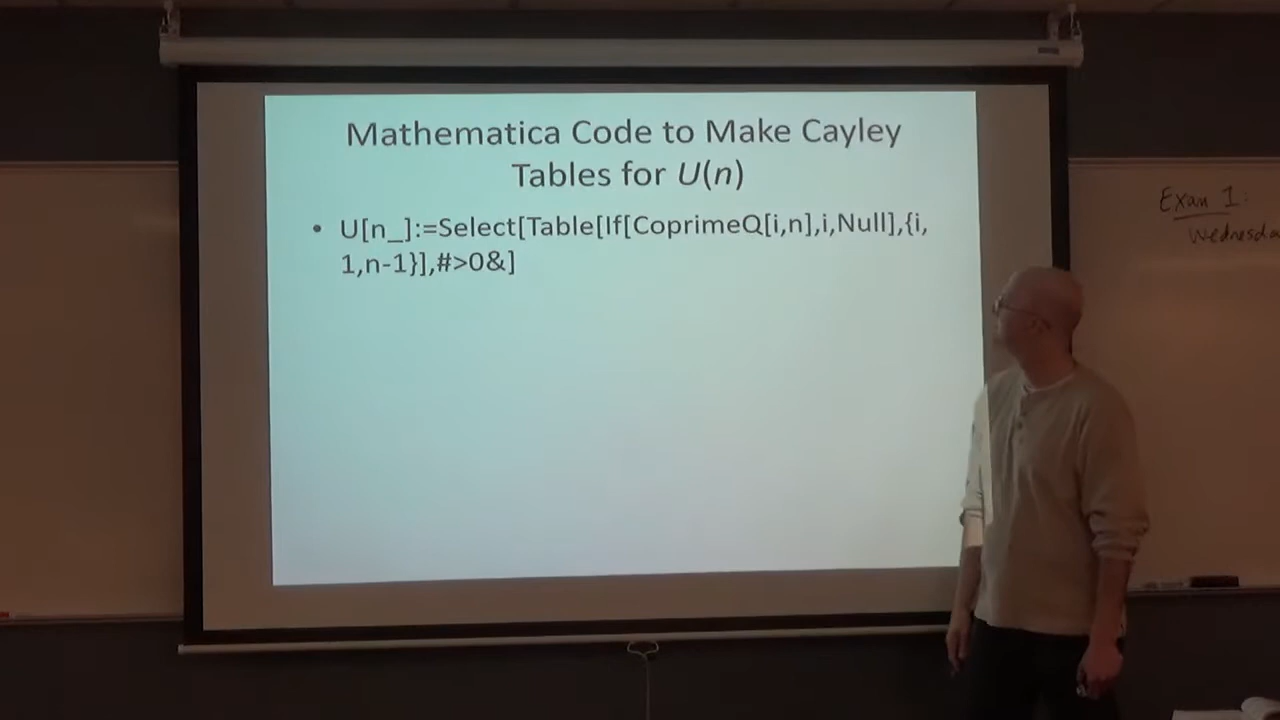 Mathematica Code to Make Cayley
Tables for U(n)
• U[n_]:=Select[Table[If[CoprimeQ[i,n],i,Null],{i,
1,n-1}],#>0&]
Exam 1: